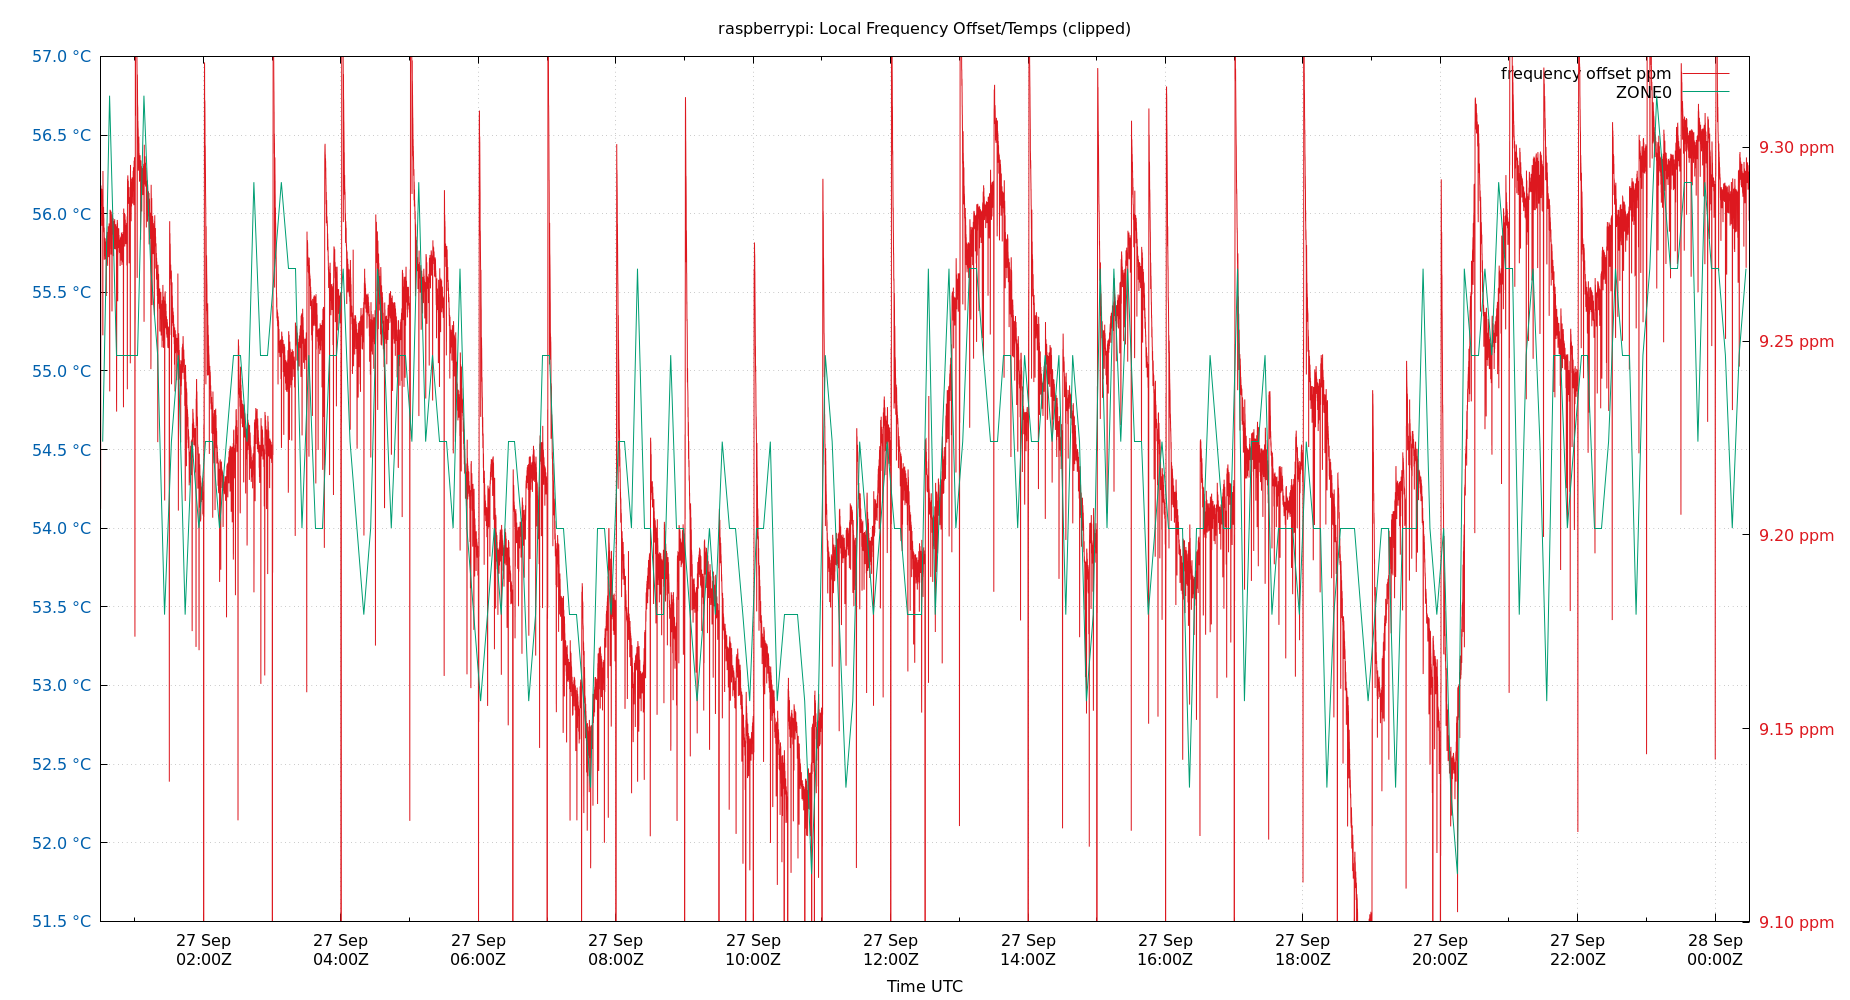 raspberrypi: Local Frequency Offset/Temps (clipped)
57.0 °C
56.5 °C
56.0 °C
55.5 °C
55.0 °C
54.5 °C
54.0 °C
53.5 °C
53.0 °C
52.5 °C
52.0 °C
51.5 °C
frequency offset ppm
ZONE0
9.30 ppm
9.25 ppm
9.20 ppm
9.15 ppm
9.10 ppm
27 Sep
02:00Z
27 Sep
04:00Z
27 Sep
06:00Z
27 Sep
08:00Z
27 Sep
10:00Z
27 Sep
12:00Z
27 Sep
14:00Z
27 Sep
16:00Z
27 Sep
18:00Z
27 Sep
20:00Z
27 Sep
22:00Z
28 Sep
00:00Z
Time UTC